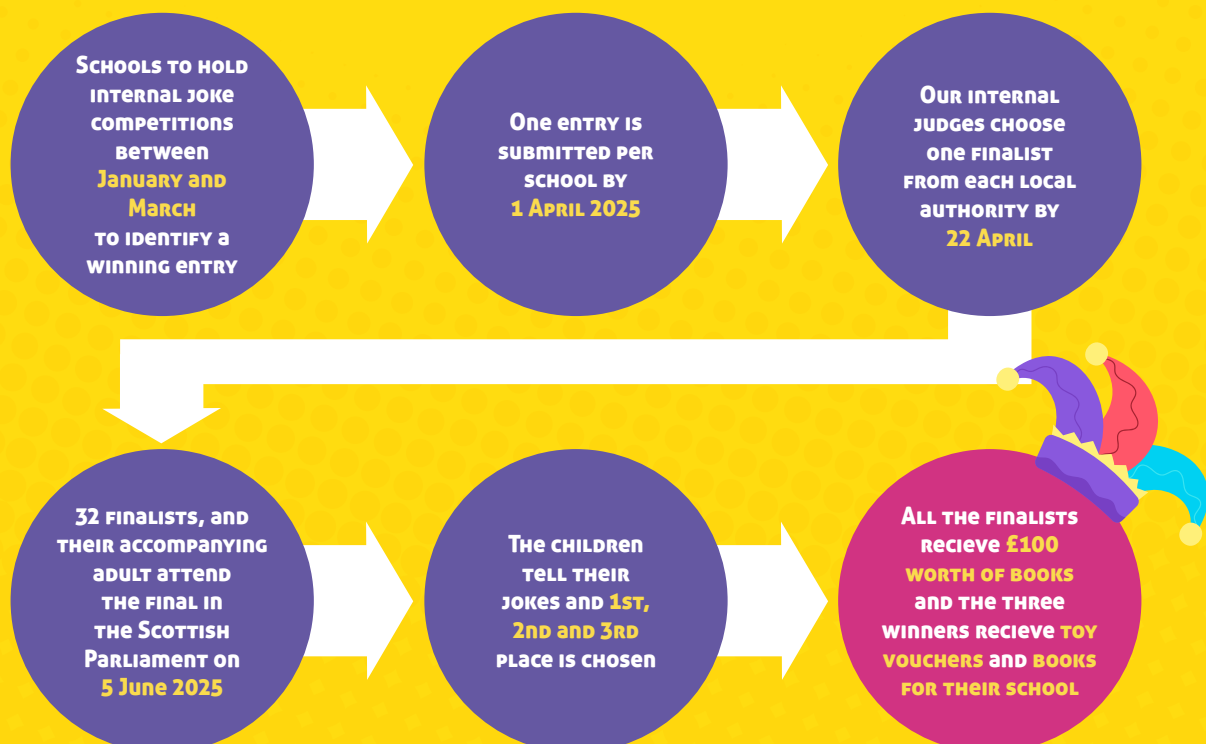 Schools to hold
internal joke
competitions
between
January and
March
to identify a
winning entry
One entry is
submitted per
school by
1 April 2025
Our internal
judges choose
one finalist
from each local
authority by
22 April
32 finalists, and
their accompanying
adult attend
the final in
the Scottish
Parliament on
5 June 2025
The children
tell their
jokes and 1st,
2nd and 3rd
place is chosen
All the finalists
recieve £100
worth of books
and the three
winners recieve toy
vouchers and books
for their school